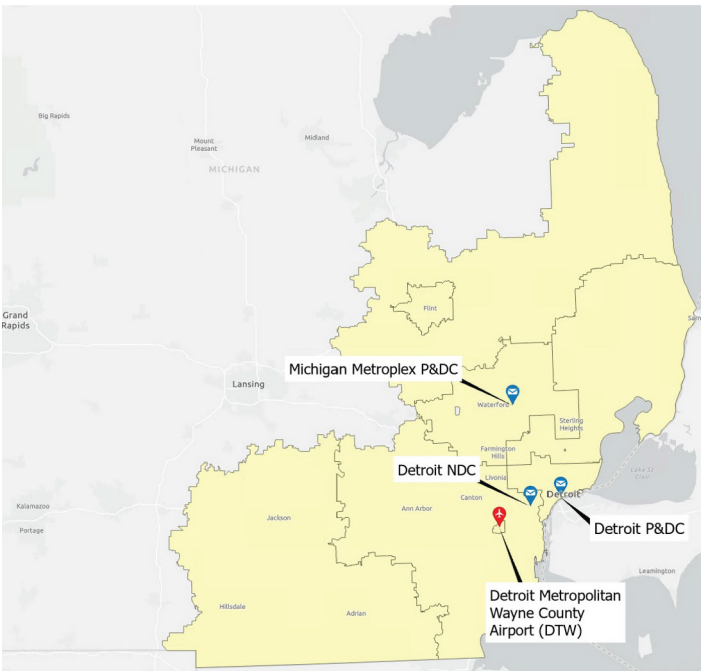 Big Rapids
Mount
Pleasant
Midland
MICHIGAN
Flint
Grand
Rapids
Sam
Michigan Metroplex P&DC
Lansing
Waterford
Sterling
Heights
Farmington
Hills
Detroit NDC
Livonia
Lake St
Clair
Canton
Detroit
Kalamazoo
Ann Arbor
Jackson
Portage
Detroit P&DC
Leamington
Detroit Metropolitan
Wayne County
Airport (DTW)
Hillsdale
Adrian